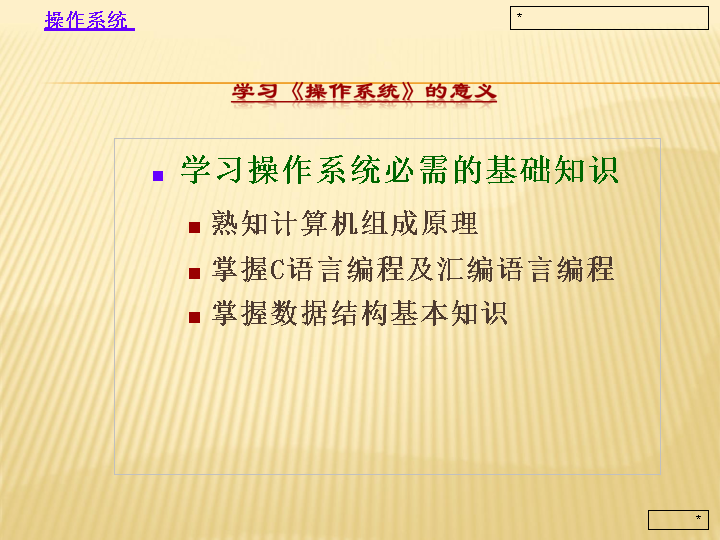 操作系统
*
学习《操作系统》的意义
学习操作系统必需的基础知识
熟知计算机组成原理
掌握C语言编程及汇编语言编程
掌握数据结构基本知识
*